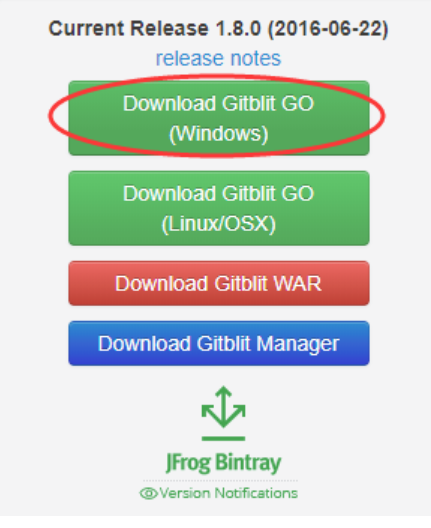 Current Release 1.8.0 (2016-06-22)
release notes
Download Gitblit GO
(Windows)
Download Gitblit GO
(Linux/OSX)
Download Gitblit WAR
Download Gitblit Manager
JFrog Bintray
Version Notifications